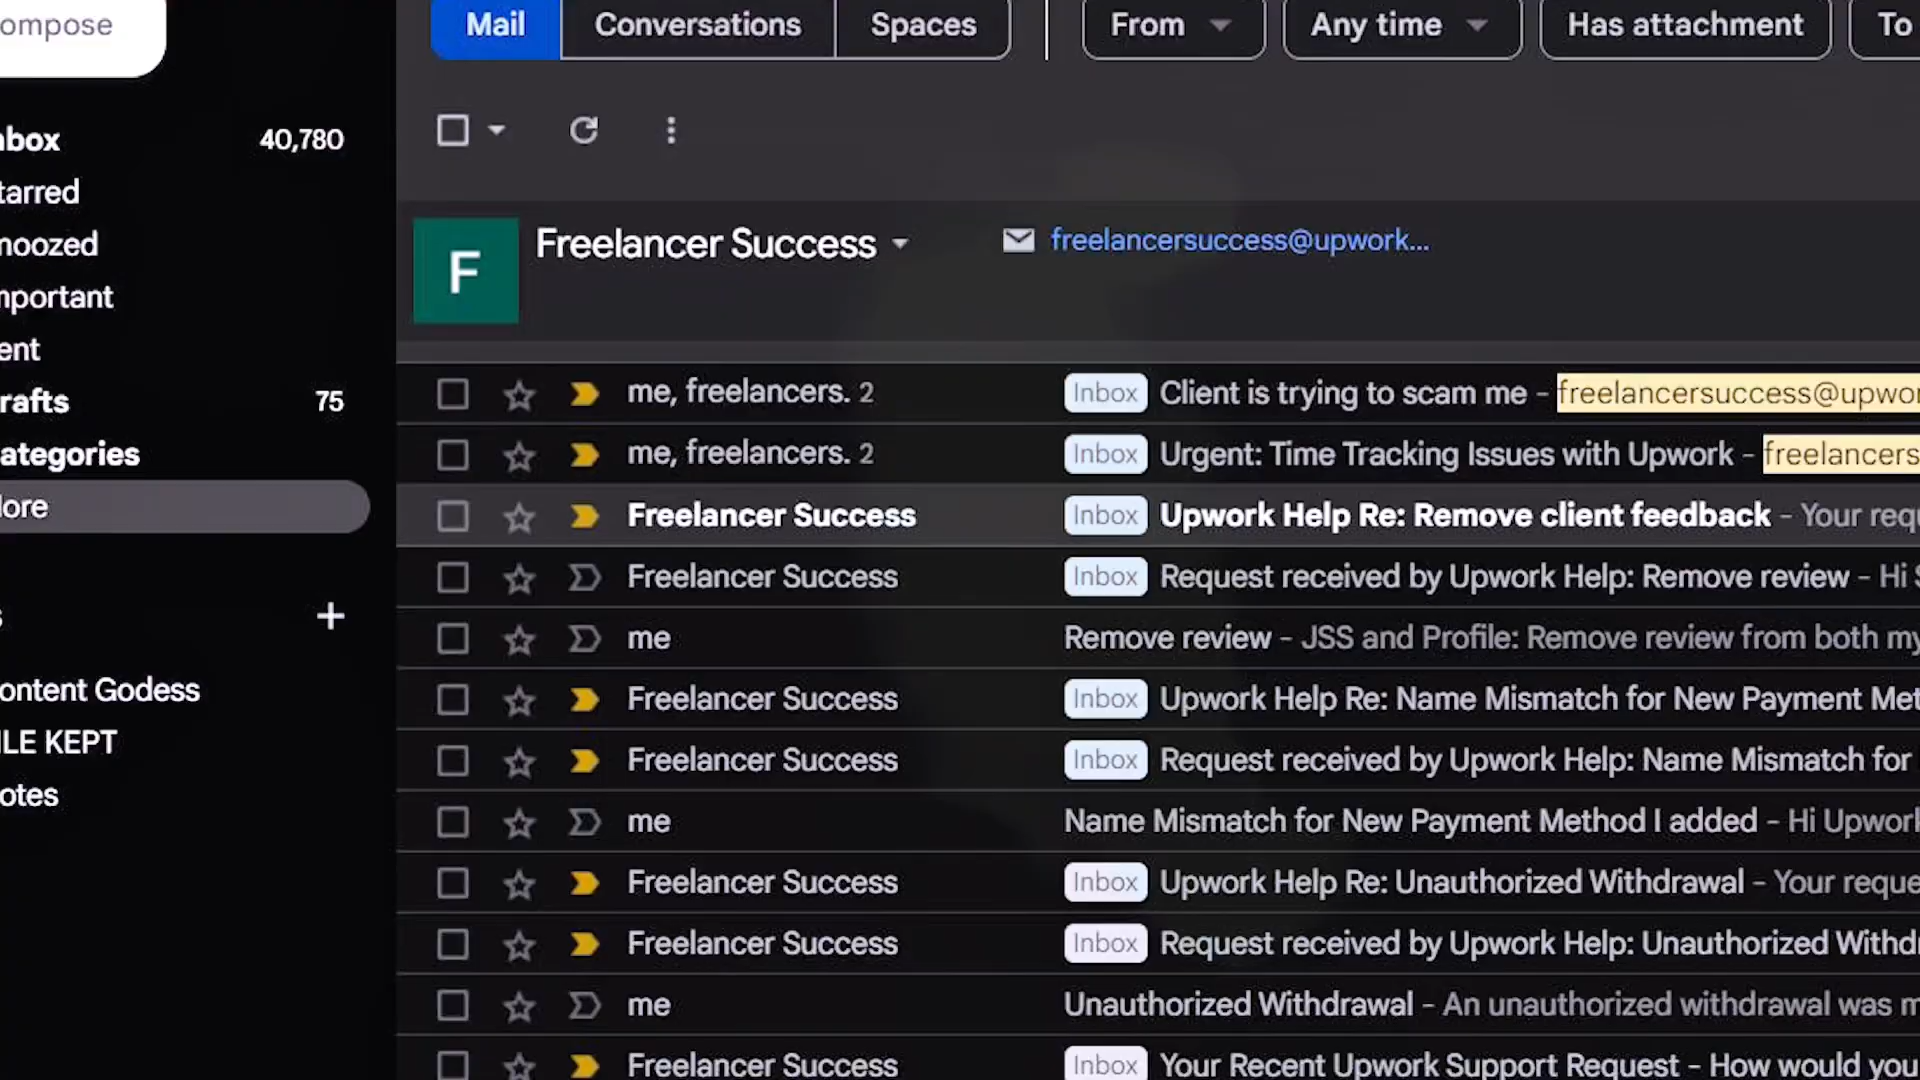 ompose
Mail Conversations Spaces From Any time Has attachment To
nbox 40,780
tarred
noozed
mportant
ent
rafts 75
ategories
lore
s
ontent Godess
ILE KEPT
otes
F Freelancer Success freelancersuccess@upwork...
me, freelancers. 2 Inbox Client is trying to scam me - freelancersuccess@upwor
me, freelancers. 2 Inbox Urgent: Time Tracking Issues with Upwork - freelancers
Freelancer Success Inbox Upwork Help Re: Remove client feedback - Your requ
Freelancer Success Inbox Request received by Upwork Help: Remove review - Hi S
me Remove review - JSS and Profile: Remove review from both my
Freelancer Success Inbox Upwork Help Re: Name Mismatch for New Payment Met
Freelancer Success Inbox Request received by Upwork Help: Name Mismatch for
me Name Mismatch for New Payment Method I added - Hi Upwork
Freelancer Success Inbox Upwork Help Re: Unauthorized Withdrawal - Your reque
Freelancer Success Inbox Request received by Upwork Help: Unauthorized Withdr
me Unauthorized Withdrawal - An unauthorized withdrawal was m
Freelancer Success Inbox Your Recent Upwork Support Request - How would you